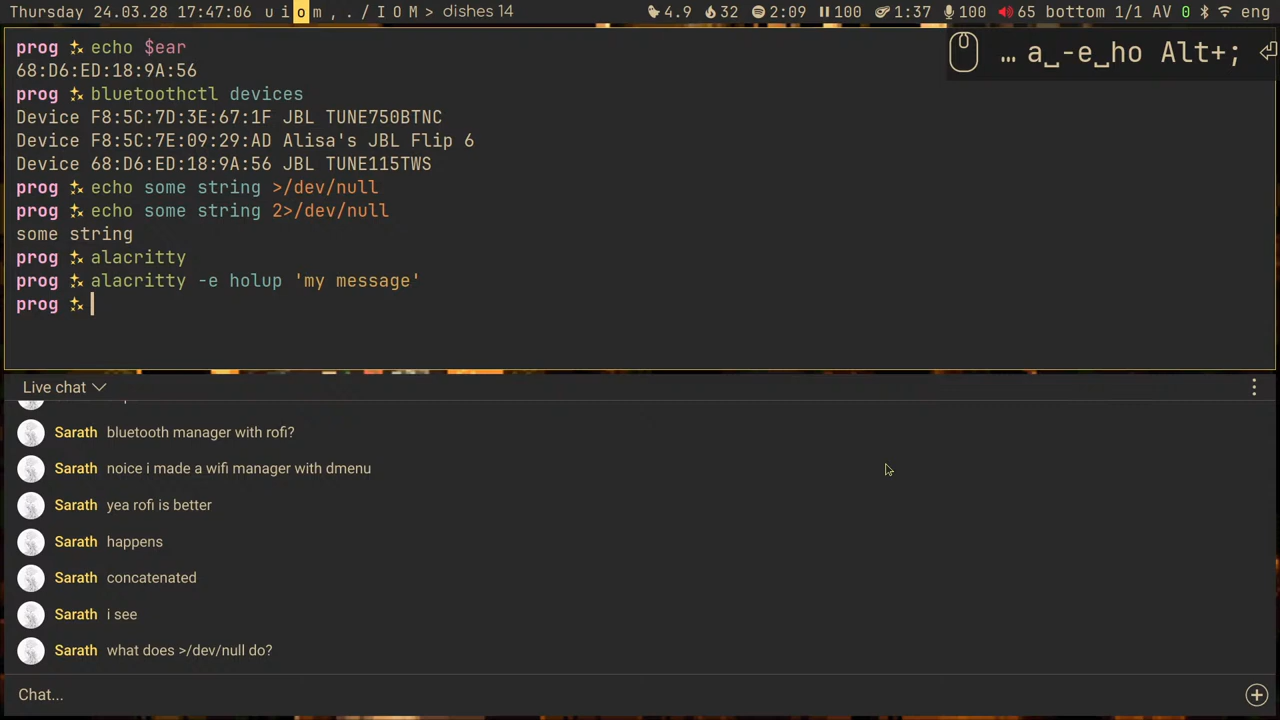 Thursday 24.03.28 17:47:06 u i o m , . / I O M > dishes 14 4.9 32 2:09 100 1:37 100 65 bottom 1/1 AV 0 eng
prog echo $ear
68:D6:ED:18:9A:56
prog bluetoothctl devices
Device F8:5C:7D:3E:67:1F JBL TUNE750BTNC
Device F8:5C:7E:09:29:AD Alisa's JBL Flip 6
Device 68:D6:ED:18:9A:56 JBL TUNE115TWS
prog echo some string >/dev/null
prog echo some string 2>/dev/null
some string
prog alacritty
prog alacritty -e holup 'my message'
prog
… a␣-e␣ho Alt+; ⏎
Live chat
Sarath bluetooth manager with rofi?
Sarath noice i made a wifi manager with dmenu
Sarath yea rofi is better
Sarath happens
Sarath concatenated
Sarath i see
Sarath what does >/dev/null do?
Chat...